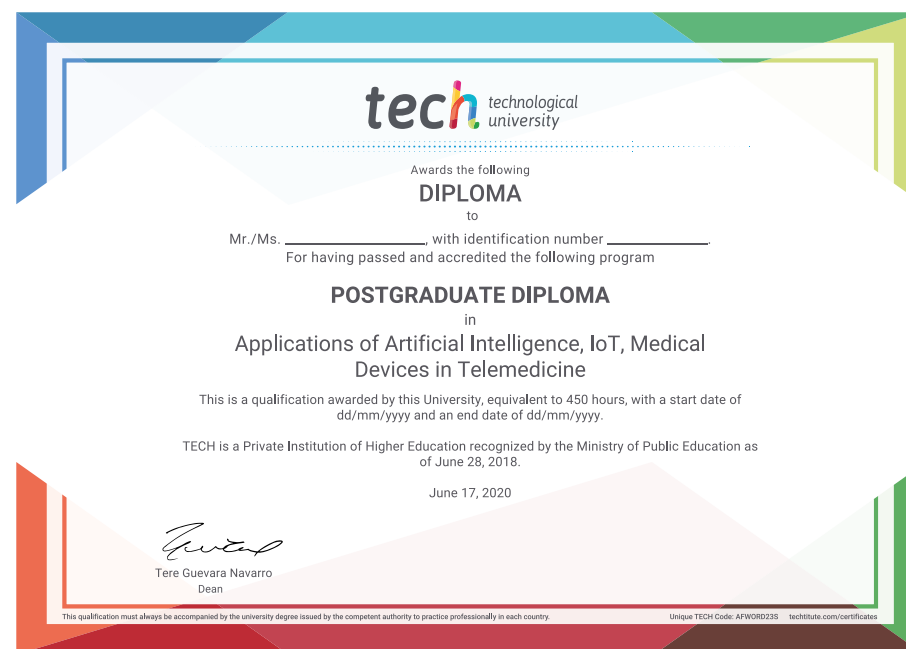 tech technological
university
Awards the following
DIPLOMA
to
Mr./Ms. ________________, with identification number ____________.
For having passed and accredited the following program
POSTGRADUATE DIPLOMA
in
Applications of Artificial Intelligence, IoT, Medical
Devices in Telemedicine
This is a qualification awarded by this University, equivalent to 450 hours, with a start date of
dd/mm/yyyy and an end date of dd/mm/yyyy.
TECH is a Private Institution of Higher Education recognized by the Ministry of Public Education as
of June 28, 2018.
June 17, 2020
Tere Guevara Navarro
Dean
This qualification must always be accompanied by the university degree issued by the competent authority to practice professionally in each country.
Unique TECH Code: AFWORD23S techtitute.com/certificates